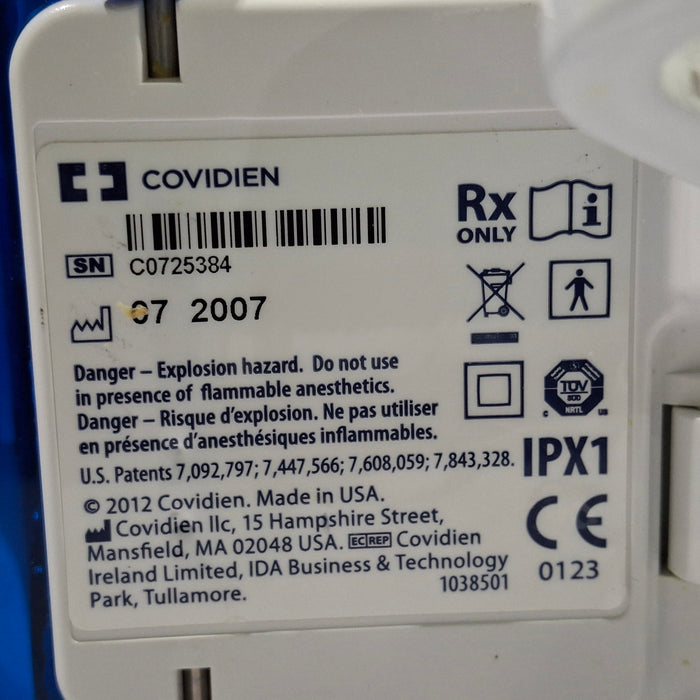 COVIDIEN
SN C0725384
07 2007
Rx
ONLY
i
Danger – Explosion hazard. Do not use
in presence of flammable anesthetics.
Danger – Risque d'explosion. Ne pas utiliser
en présence d'anesthésiques inflammables.
U.S. Patents 7,092,797; 7,447,566; 7,608,059; 7,843,328.
© 2012 Covidien. Made in USA.
Covidien llc, 15 Hampshire Street,
Mansfield, MA 02048 USA. EC REP Covidien
Ireland Limited, IDA Business & Technology
Park, Tullamore.
1038501
TÜV
SÜD
C NRTL US
IPX1
CE
0123